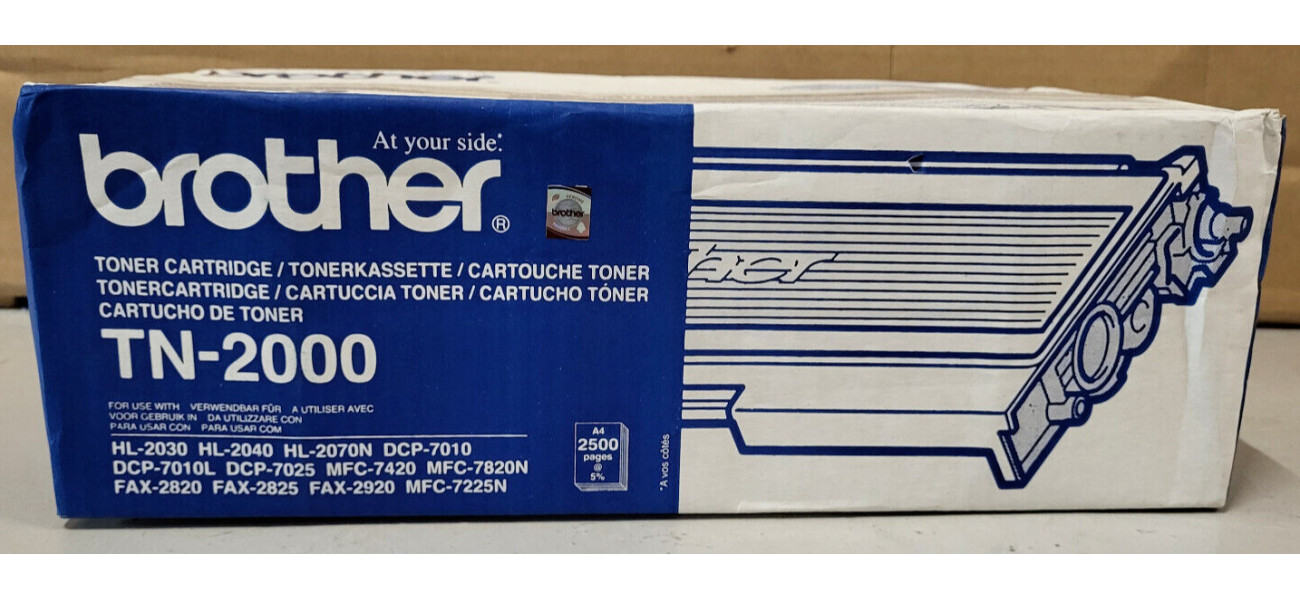 brother
At your side.*
brother®
brother
TONER CARTRIDGE / TONERKASSETTE / CARTOUCHE TONER
TONERCARTRIDGE / CARTUCCIA TONER / CARTUCHO TÓNER
CARTUCHO DE TONER
TN-2000
FOR USE WITH VERWENDBAR FÜR A UTILISER AVEC
VOOR GEBRUIK IN DA UTILIZZARE CON
PARA USAR CON PARA USAR COM
HL-2030 HL-2040 HL-2070N DCP-7010
DCP-7010L DCP-7025 MFC-7420 MFC-7820N
FAX-2820 FAX-2825 FAX-2920 MFC-7225N
A4
2500
pages
@
5%
*A vos côtés